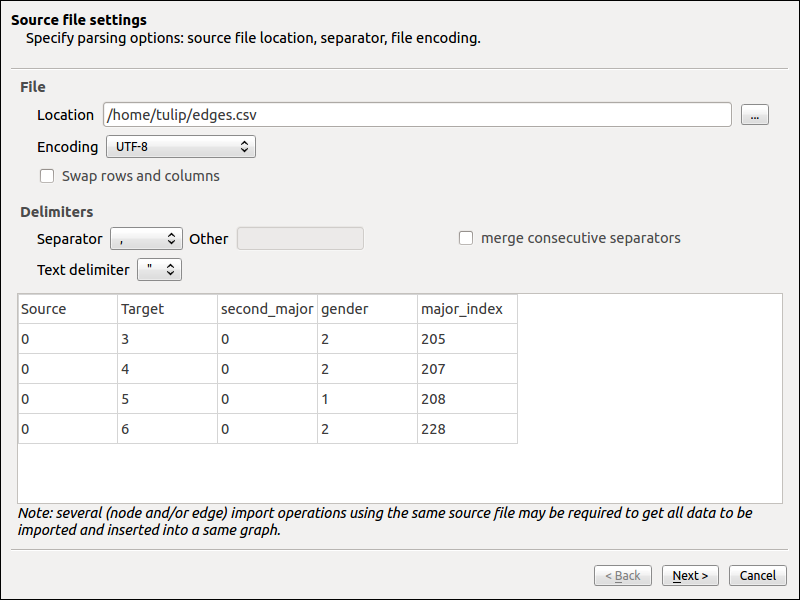 Source file settings
Specify parsing options: source file location, separator, file encoding.
File
Location /home/tulip/edges.csv ...
Encoding UTF-8
Swap rows and columns
Delimiters
Separator , Other merge consecutive separators
Text delimiter "
Source Target second_major gender major_index
0 3 0 2 205
0 4 0 2 207
0 5 0 1 208
0 6 0 2 228
Note: several (node and/or edge) import operations using the same source file may be required to get all data to be
imported and inserted into a same graph.
< Back Next > Cancel